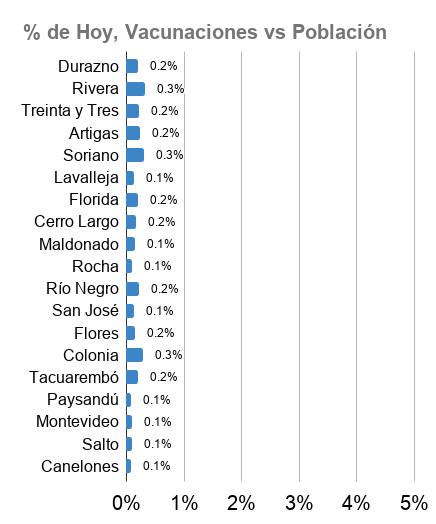 % de Hoy, Vacunaciones vs Población
Durazno 0.2%
Rivera 0.3%
Treinta y Tres 0.2%
Artigas 0.2%
Soriano 0.3%
Lavalleja 0.1%
Florida 0.2%
Cerro Largo 0.2%
Maldonado 0.1%
Rocha 0.1%
Río Negro 0.2%
San José 0.1%
Flores 0.2%
Colonia 0.3%
Tacuarembó 0.2%
Paysandú 0.1%
Montevideo 0.1%
Salto 0.1%
Canelones 0.1%
0% 1% 2% 3% 4% 5%